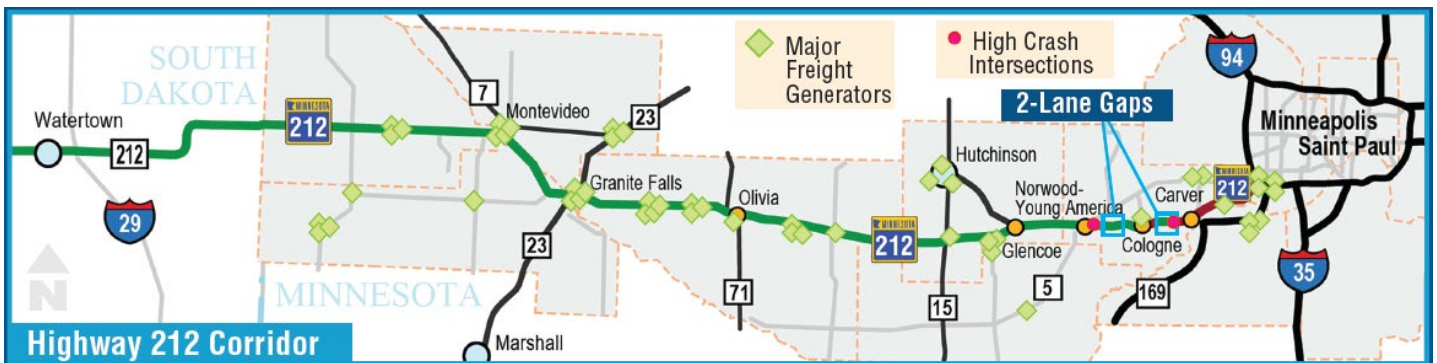 SOUTH
DAKOTA
Watertown
212
29
N
MINNESOTA
Highway 212 Corridor
MINNESOTA
212
7
Montevideo
23
Granite Falls
23
Marshall
Olivia
71
Major
Freight
Generators
High Crash
Intersections
2-Lane Gaps
MINNESOTA
212
Hutchinson
15
Glencoe
Norwood-
Young America
5
Cologne
Carver
169
MINNESOTA
212
94
Minneapolis
Saint Paul
35